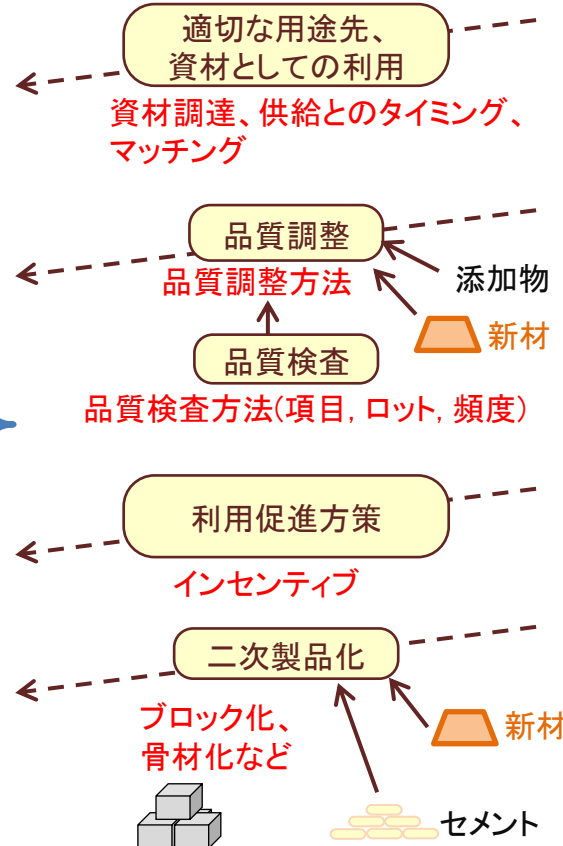 適切な用途先、
資材としての利用
資材調達、供給とのタイミング、
マッチング
品質調整
品質調整方法
添加物
新材
品質検査
品質検査方法(項目, ロット, 頻度)
利用促進方策
インセンティブ
二次製品化
ブロック化、
骨材化など
新材
セメント